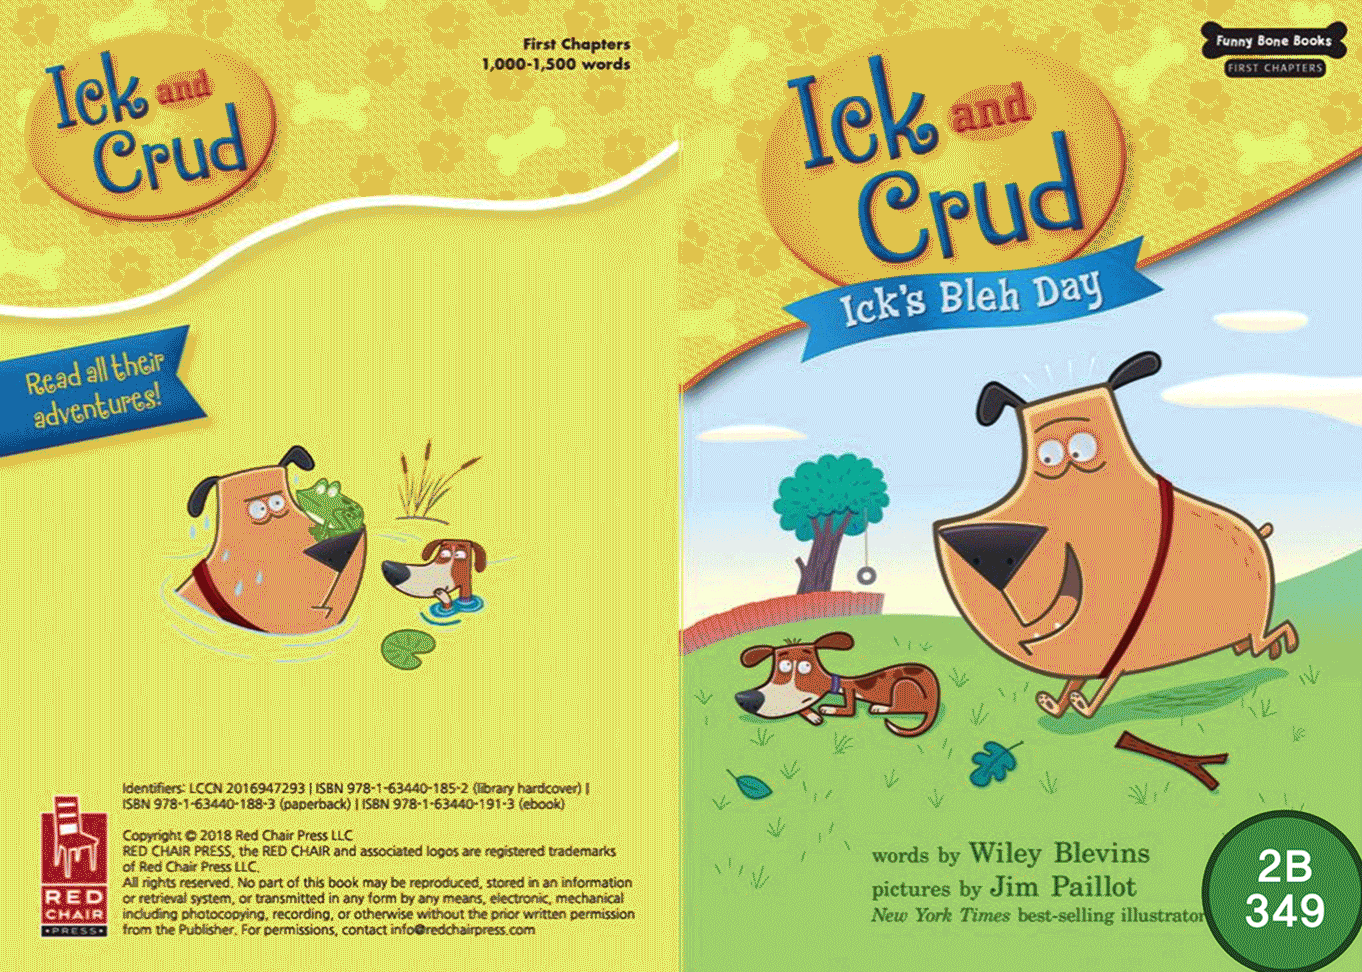 Ick and
Crud
First Chapters
1,000-1,500 words
Read all their
adventures!
Identifiers: LCCN 2016947293 | ISBN 978-1-63440-185-2 (library hardcover) |
ISBN 978-1-63440-188-3 (paperback) | ISBN 978-1-63440-191-3 (ebook)
Copyright © 2018 Red Chair Press LLC
RED CHAIR PRESS, the RED CHAIR and associated logos are registered trademarks
of Red Chair Press LLC.
All rights reserved. No part of this book may be reproduced, stored in an information
or retrieval system, or transmitted in any form by any means, electronic, mechanical
including photocopying, recording, or otherwise without the prior written permission
from the Publisher. For permissions, contact info@redchairpress.com
RED
CHAIR
•PRESS•
Funny Bone Books
FIRST CHAPTERS
Ick and
Crud
Ick's Bleh Day
words by Wiley Blevins
pictures by Jim Paillot
New York Times best-selling illustrator
2B
349